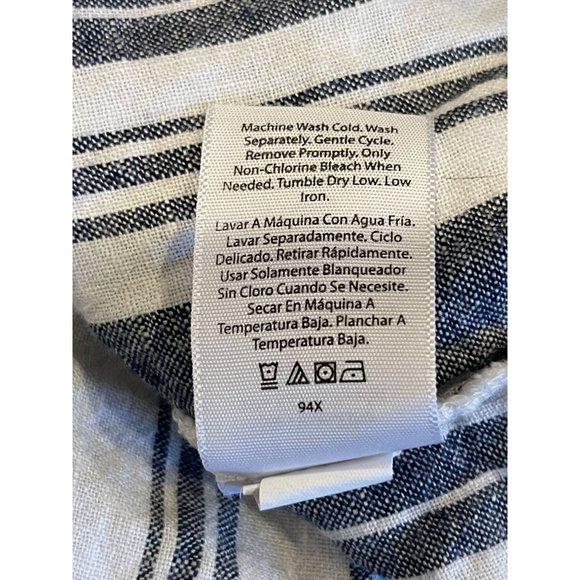 Machine Wash Cold. Wash
Separately. Gentle Cycle.
Remove Promptly. Only
Non-Chlorine Bleach When
Needed. Tumble Dry Low. Low
Iron.
Lavar A Máquina Con Agua Fría.
Lavar Separadamente. Ciclo
Delicado. Retirar Rápidamente.
Usar Solamente Blanqueador
Sin Cloro Cuando Se Necesite.
Secar En Máquina A
Temperatura Baja. Planchar A
Temperatura Baja.
94X